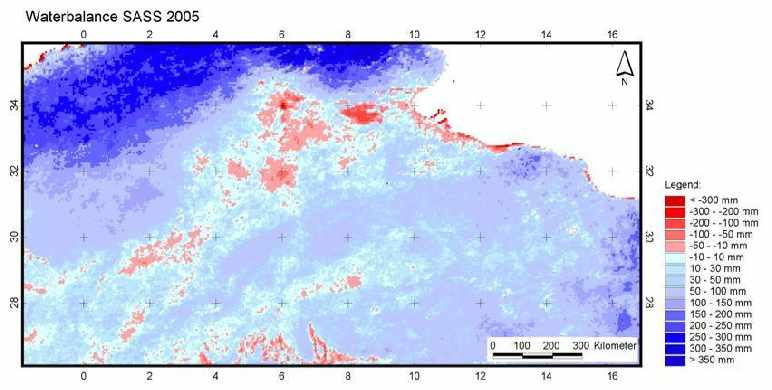 Waterbalance SASS 2005
0 2 4 6 8 10 12 14 16
34 34
32 32
30 30
28 28
N
0 100 200 300 Kilometer
0 2 4 6 8 10 12 14 16
Legend:
< -300 mm
-300 - -200 mm
-200 - -100 mm
-100 - -50 mm
-50 - -10 mm
-10 - 10 mm
10 - 30 mm
30 - 50 mm
50 - 100 mm
100 - 150 mm
150 - 200 mm
200 - 250 mm
250 - 300 mm
300 - 350 mm
> 350 mm